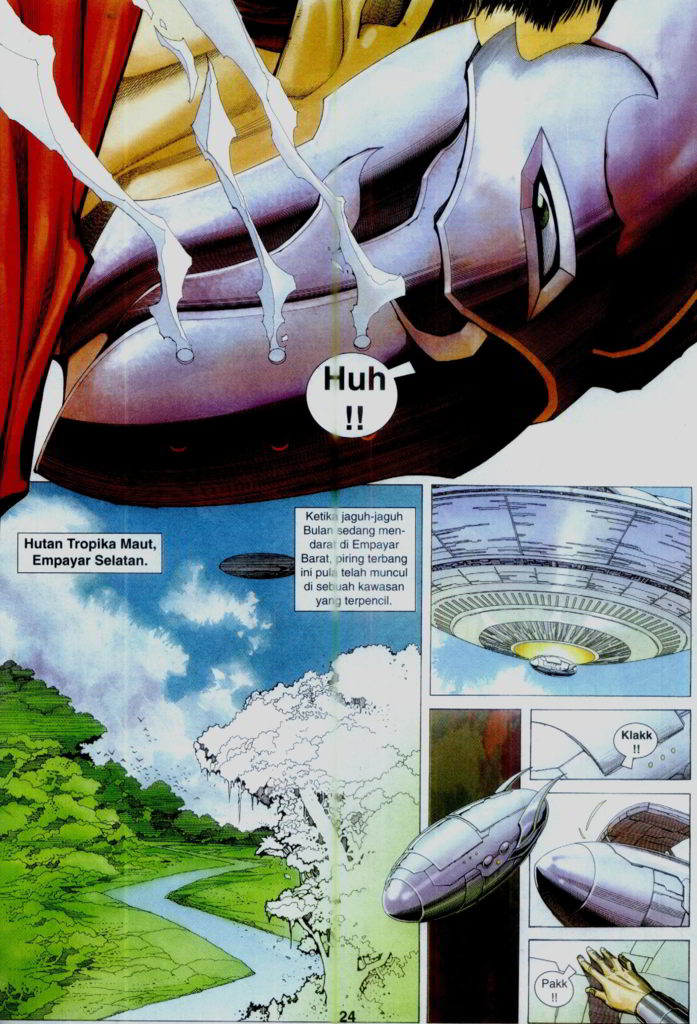 Huh
!!
Hutan Tropika Maut,
Empayar Selatan.
Ketika jaguh-jaguh
Bulan sedang men-
darat di Empayar
Barat, piring terbang
ini pula telah muncul
di sebuah kawasan
yang terpencil.
Klakk
!!
Pakk
!!
24